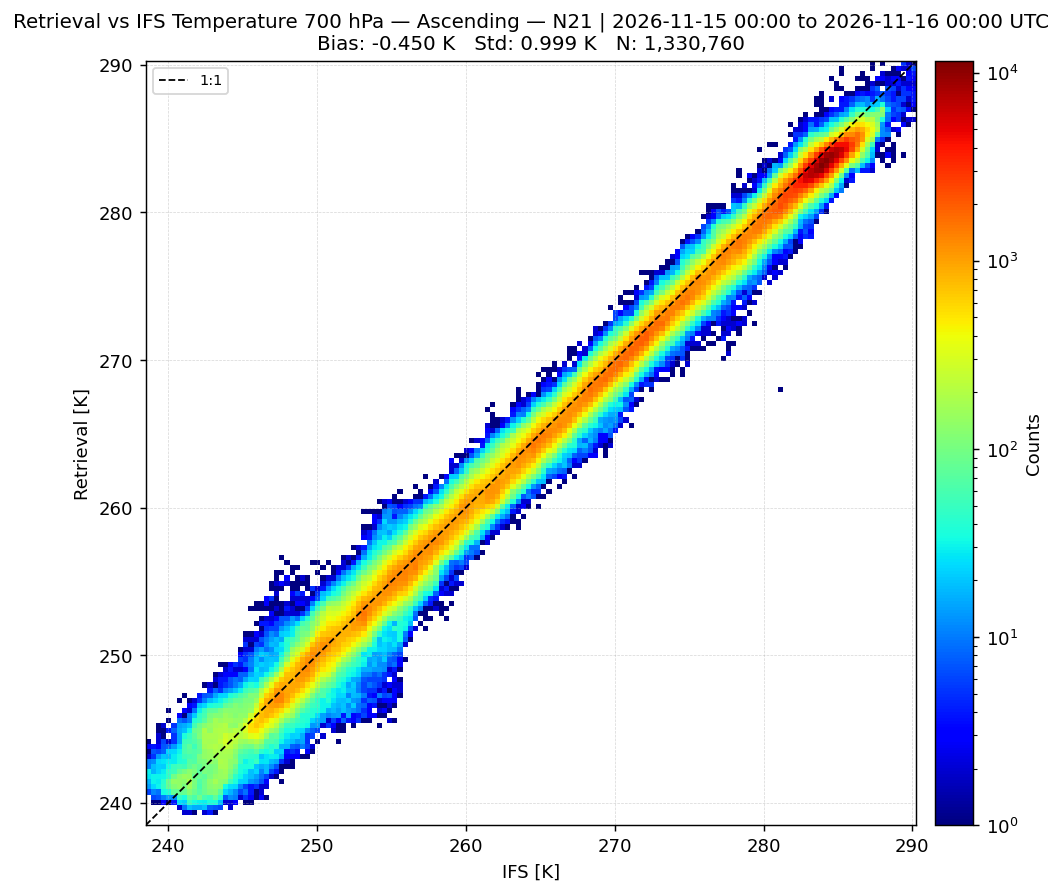 Retrieval vs IFS Temperature 700 hPa — Ascending — N21 | 2026-11-15 00:00 to 2026-11-16 00:00 UTC
Bias: -0.450 K   Std: 0.999 K   N: 1,330,760
1:1
290
280
270
260
250
240
Retrieval [K]
240 250 260 270 280 290
IFS [K]
10^4
10^3
10^2
10^1
10^0
Counts